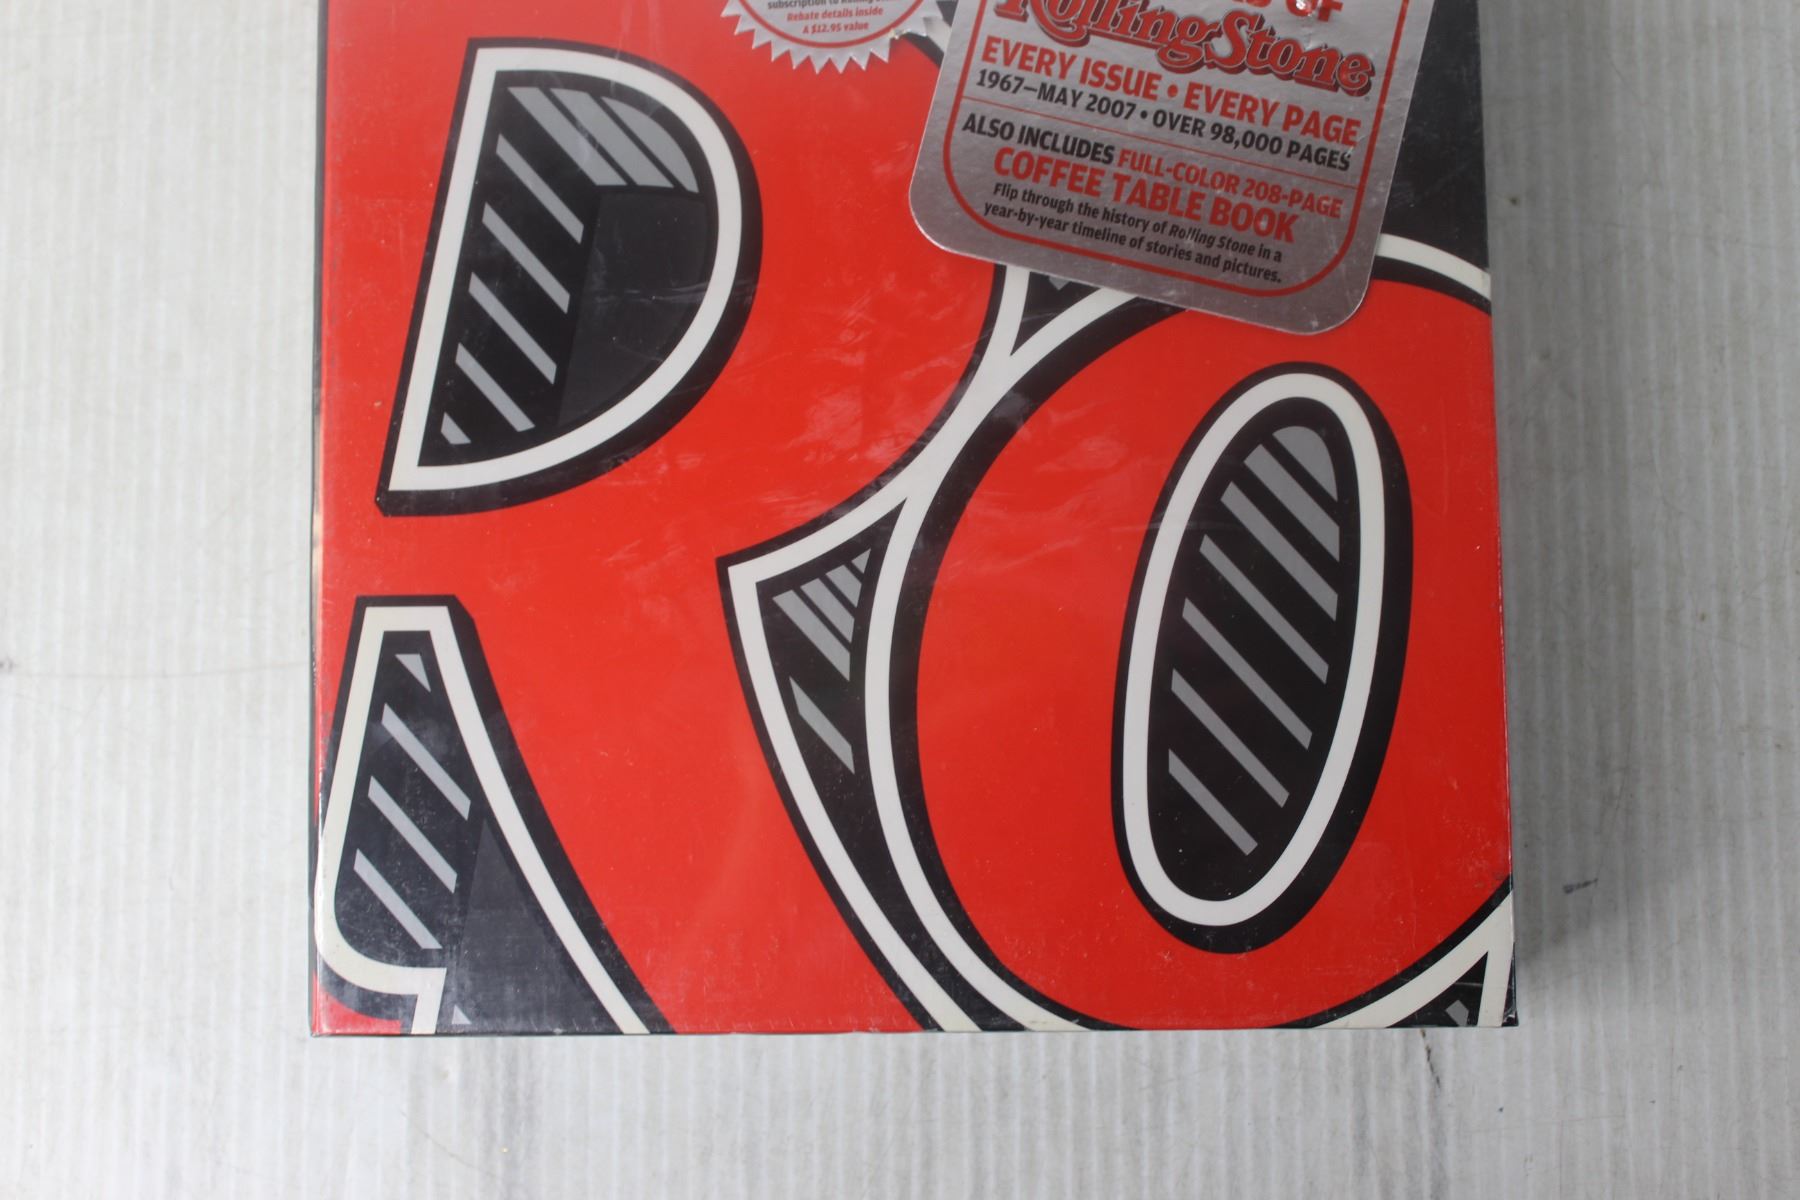 subscription to Rolling
Rebate details inside
A $12.95 value
OF
Rolling Stone
EVERY ISSUE • EVERY PAGE
1967–MAY 2007 • OVER 98,000 PAGES
ALSO INCLUDES FULL-COLOR 208-PAGE
COFFEE TABLE BOOK
Flip through the history of Rolling Stone in a
year-by-year timeline of stories and pictures.
Ro